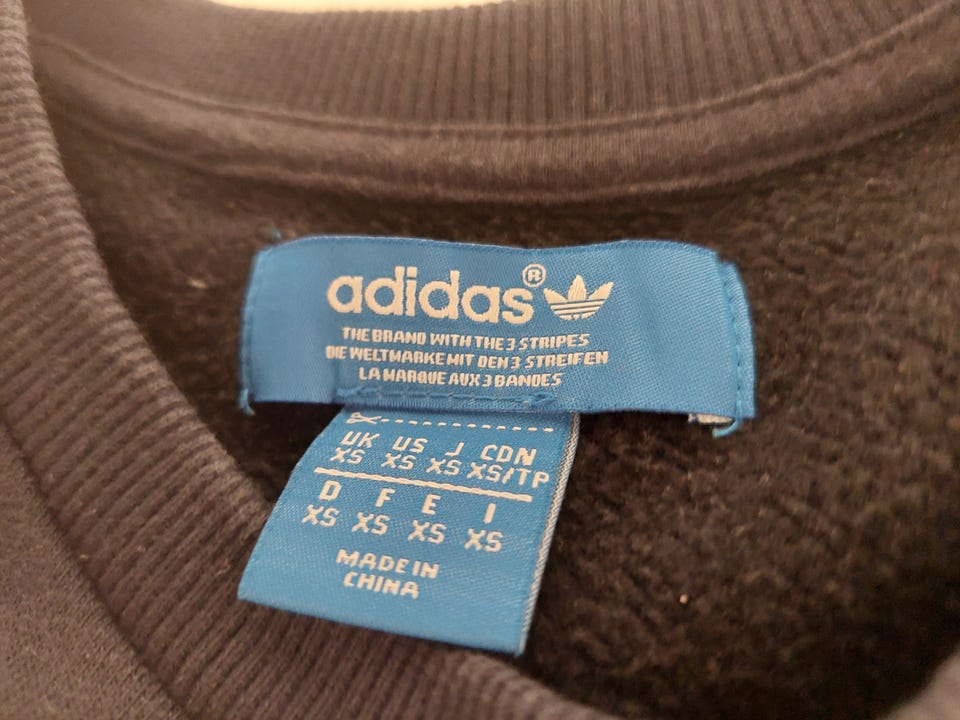 adidas®
THE BRAND WITH THE 3 STRIPES
DIE WELTMARKE MIT DEN 3 STREIFEN
LA MARQUE AUX 3 BANDES
UK US J CDN
XS XS XS XS/TP
D F E I
XS XS XS XS
MADE IN
CHINA